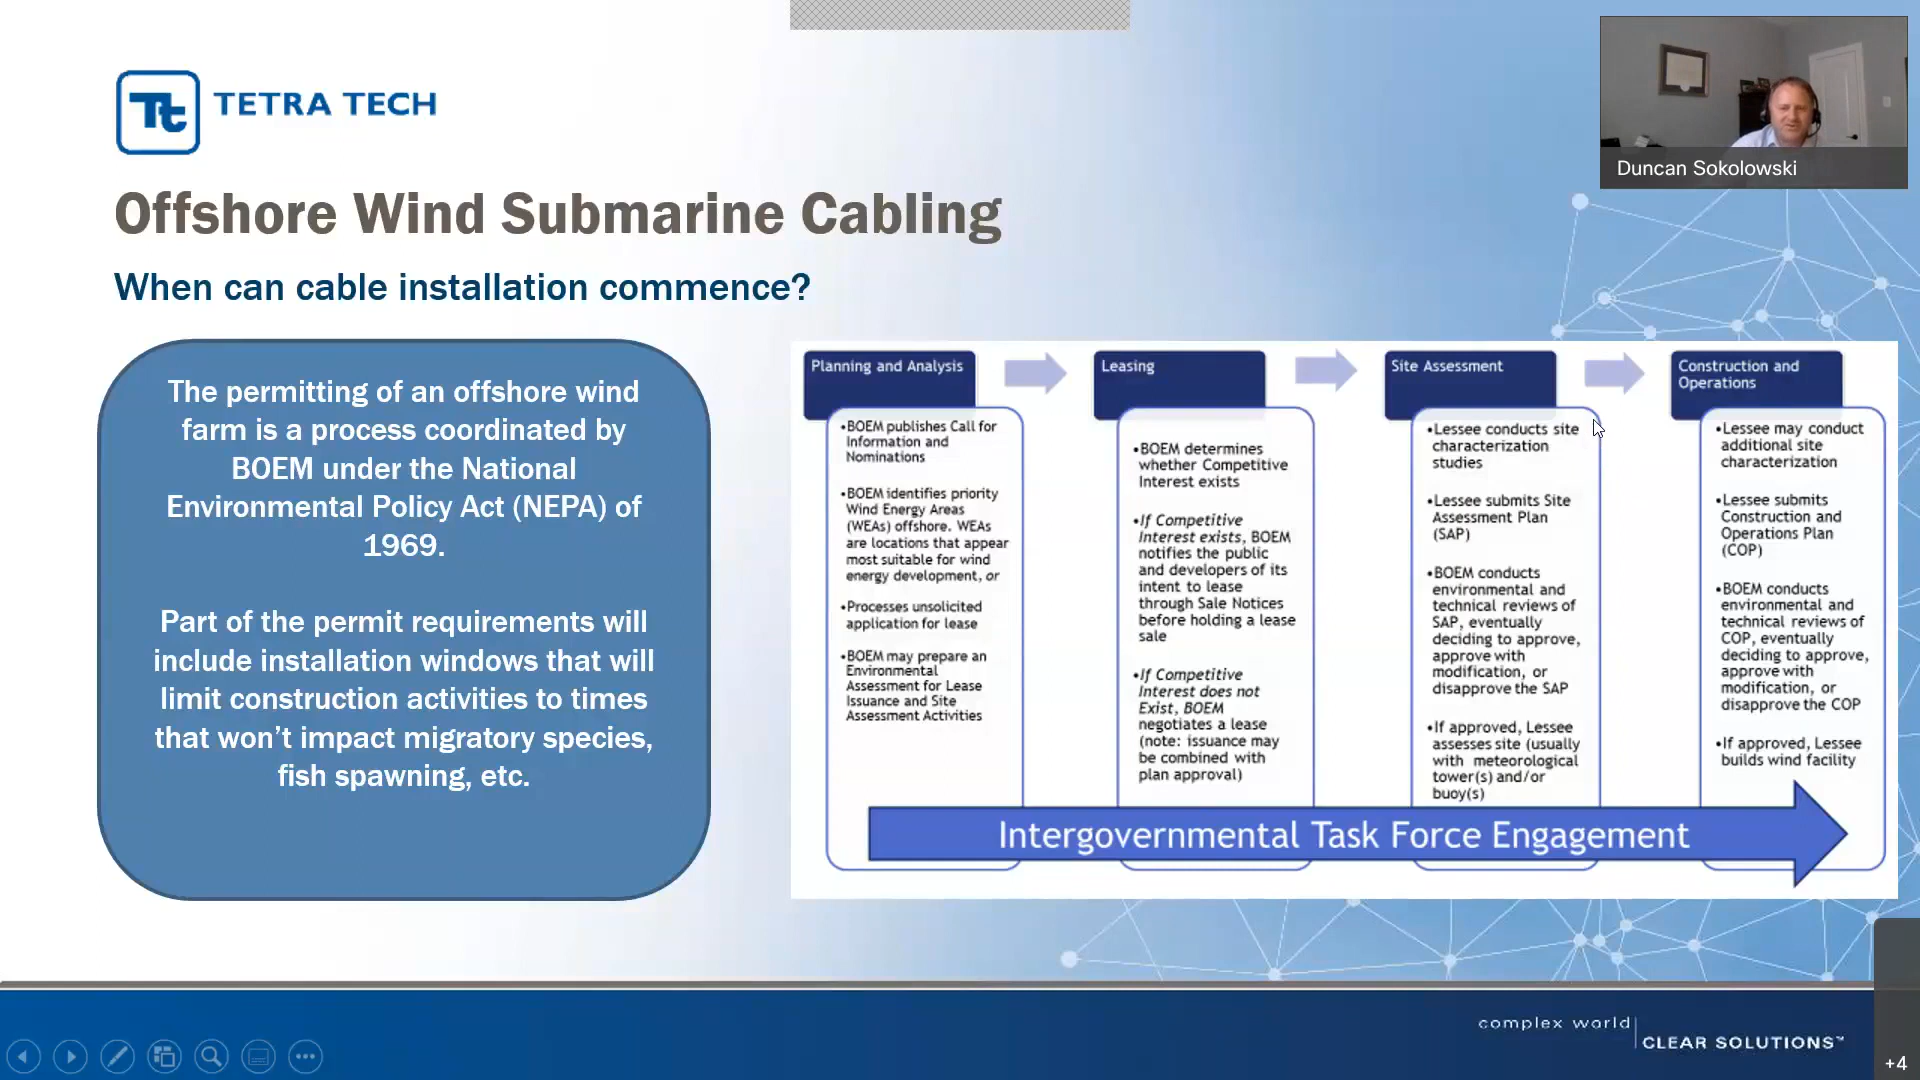 Tt TETRA TECH
Duncan Sokolowski
Offshore Wind Submarine Cabling
When can cable installation commence?
The permitting of an offshore wind
farm is a process coordinated by
BOEM under the National
Environmental Policy Act (NEPA) of
1969.
Part of the permit requirements will
include installation windows that will
limit construction activities to times
that won’t impact migratory species,
fish spawning, etc.
Planning and Analysis
•BOEM publishes Call for
Information and
Nominations
•BOEM identifies priority
Wind Energy Areas
(WEAs) offshore. WEAs
are locations that appear
most suitable for wind
energy development, or
•Processes unsolicited
application for lease
•BOEM may prepare an
Environmental
Assessment for Lease
Issuance and Site
Assessment Activities
Leasing
•BOEM determines
whether Competitive
Interest exists
•If Competitive
Interest exists, BOEM
notifies the public
and developers of its
intent to lease
through Sale Notices
before holding a lease
sale
•If Competitive
Interest does not
Exist, BOEM
negotiates a lease
(note: issuance may
be combined with
plan approval)
Site Assessment
•Lessee conducts site
characterization
studies
•Lessee submits Site
Assessment Plan
(SAP)
•BOEM conducts
environmental and
technical reviews of
SAP, eventually
deciding to approve,
approve with
modification, or
disapprove the SAP
•If approved, Lessee
assesses site (usually
with meteorological
tower(s) and/or
buoy(s)
Construction and
Operations
•Lessee may conduct
additional site
characterization
•Lessee submits
Construction and
Operations Plan
(COP)
•BOEM conducts
environmental and
technical reviews of
COP, eventually
deciding to approve,
approve with
modification, or
disapprove the COP
•If approved, Lessee
builds wind facility
Intergovernmental Task Force Engagement
complex world
CLEAR SOLUTIONS™
+4